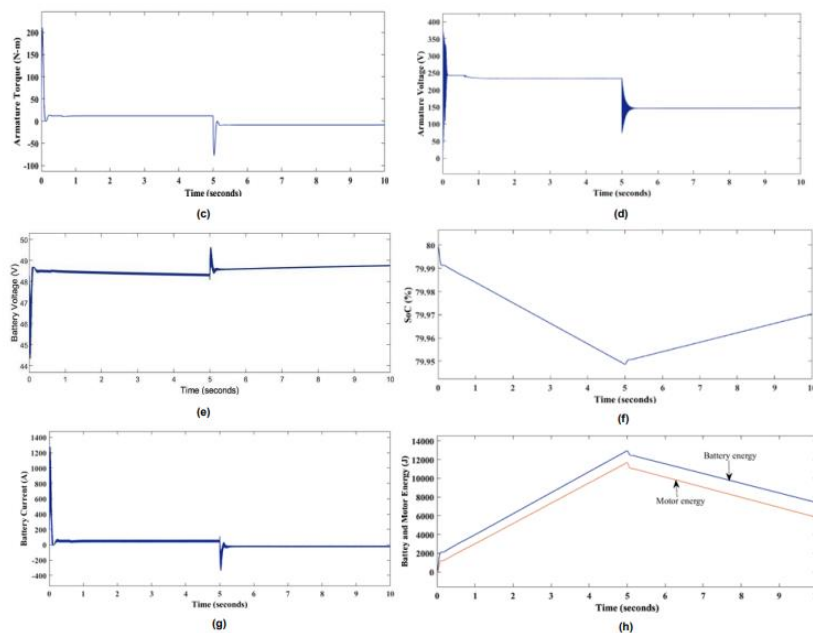 Armature Torque (N-m)
200
150
100
50
0
-50
-100
0 1 2 3 4 5 6 7 8 9 10
Time (seconds)
(c)
Armature Voltage (V)
400
350
300
250
200
150
100
50
0
0 1 2 3 4 5 6 7 8 9 10
Time (seconds)
(d)
Battery Voltage (V)
50
49
48
47
46
45
44
0 1 2 3 4 5 6 7 8 9 10
Time (seconds)
(e)
SoC (%)
80
79.99
79.98
79.97
79.96
79.95
0 1 2 3 4 5 6 7 8 9 10
Time (seconds)
(f)
Battery Current (A)
1400
1200
1000
800
600
400
200
0
-200
-400
0 1 2 3 4 5 6 7 8 9 10
Time (seconds)
(g)
Battey and Motor Energy (J)
14000
12000
10000
8000
6000
4000
2000
0
Battery energy
Motor energy
0 1 2 3 4 5 6 7 8 9
Time (seconds)
(h)